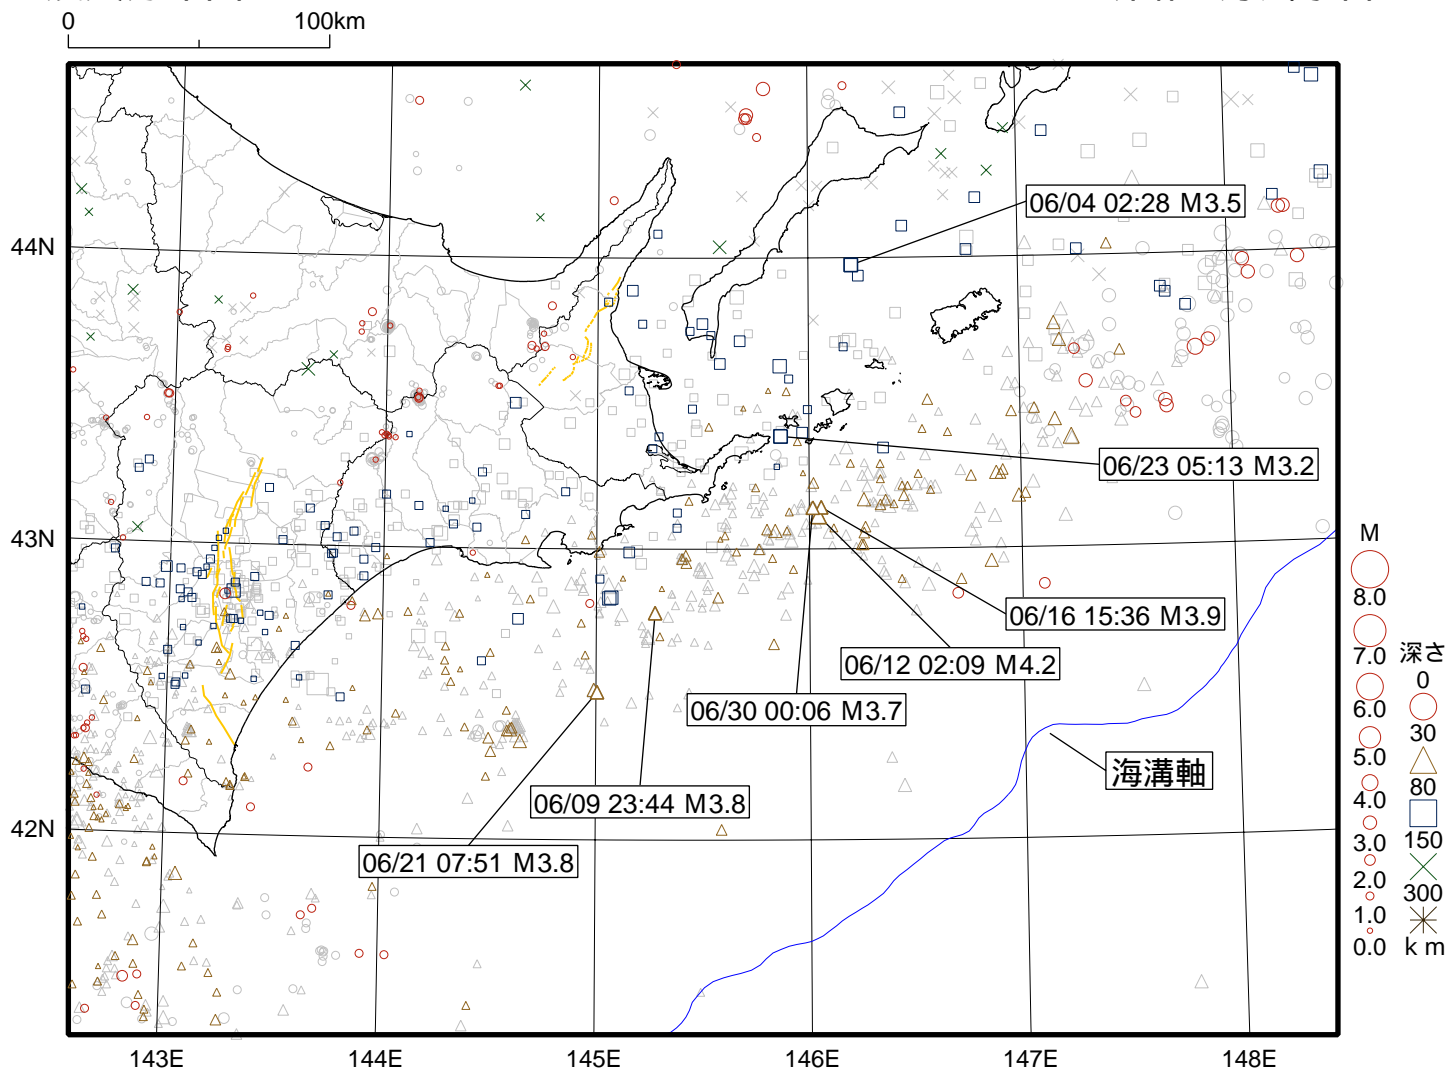 0 100km
44N
43N
42N
143E 144E 145E 146E 147E 148E
06/04 02:28 M3.5
06/23 05:13 M3.2
06/16 15:36 M3.9
06/12 02:09 M4.2
06/30 00:06 M3.7
06/09 23:44 M3.8
06/21 07:51 M3.8
海溝軸
M
8.0
7.0
6.0
5.0
4.0
3.0
2.0
1.0
0.0
深さ
0
30
80
150
300
km